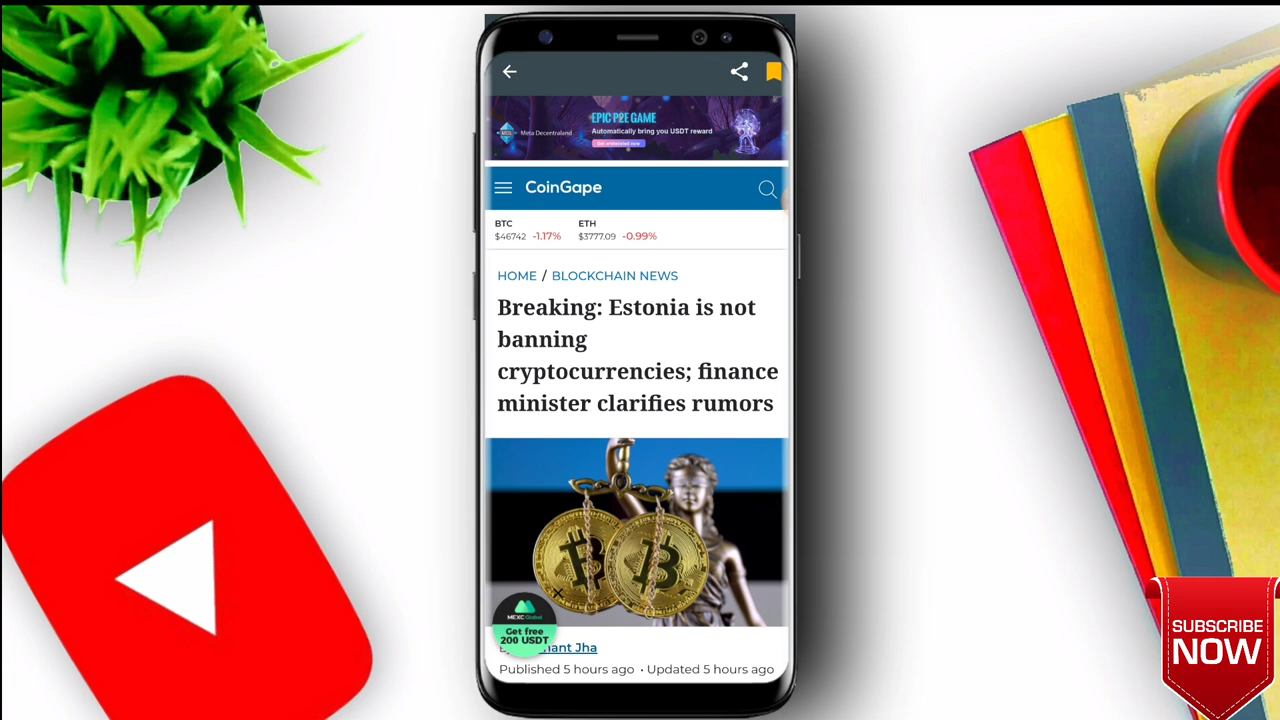 EPIC P2E GAME
Meta Decentraland
Automatically bring you USDT reward
CoinGape
BTC
ETH
$46742 -1.17%
$3777.09 -0.99%
HOME / BLOCKCHAIN NEWS
Breaking: Estonia is not
banning
cryptocurrencies; finance
minister clarifies rumors
MEXC Global
Get free
200 USDT
Jha
Published 5 hours ago • Updated 5 hours ago
SUBSCRIBE
NOW